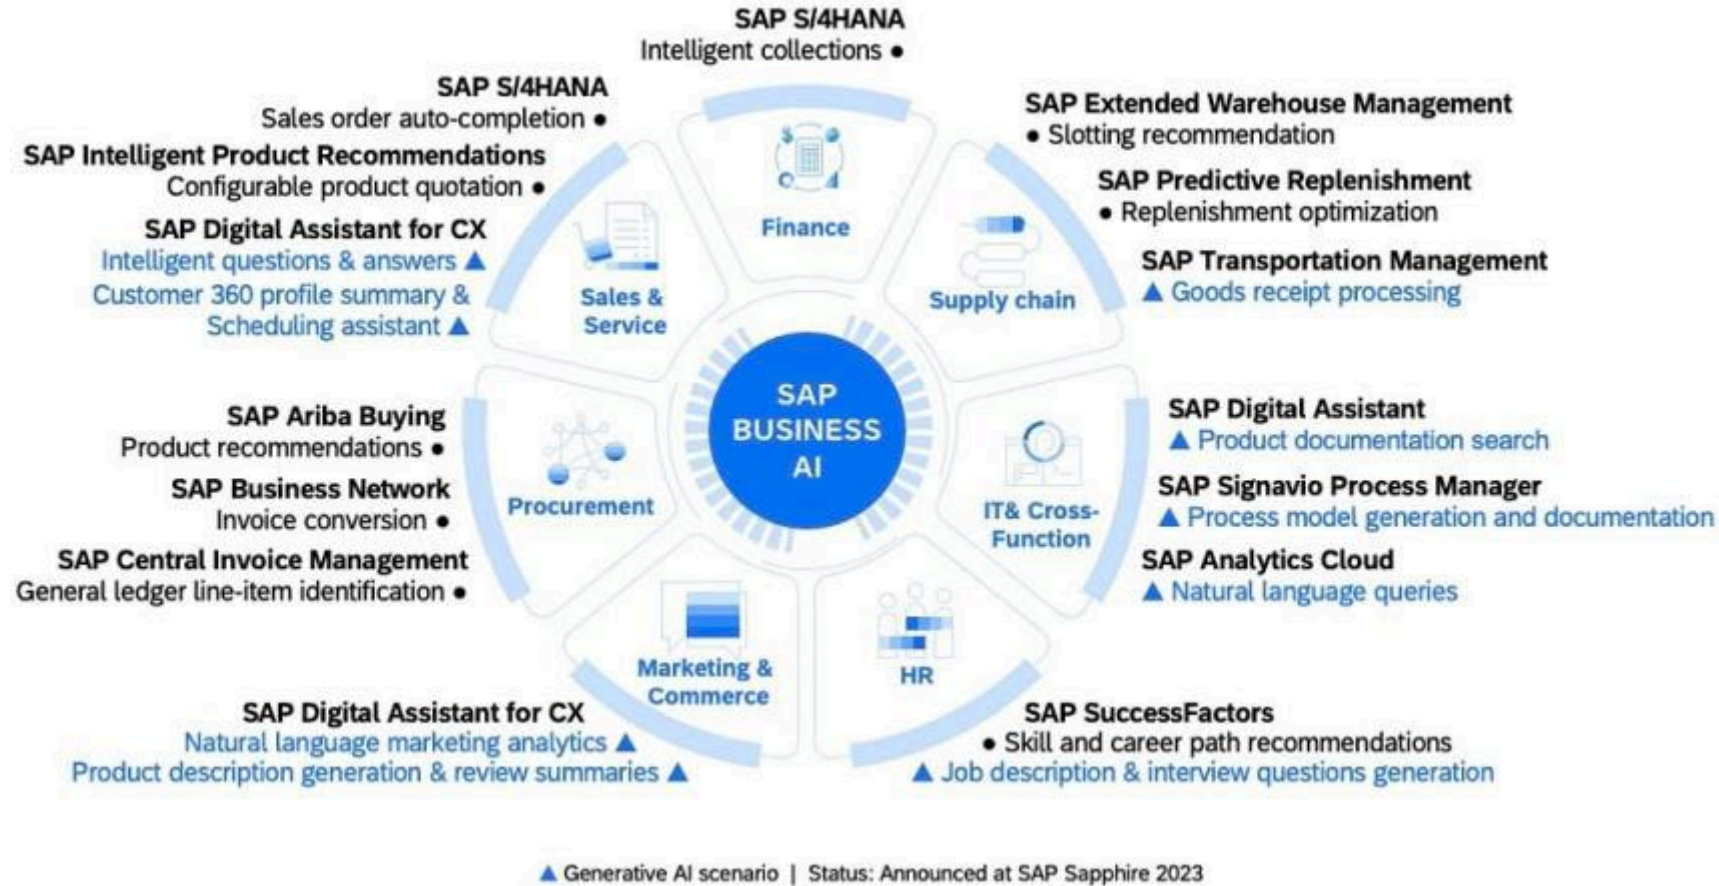 SAP S/4HANA
Intelligent collections ●
SAP S/4HANA
Sales order auto-completion ●
SAP Intelligent Product Recommendations
Configurable product quotation ●
SAP Digital Assistant for CX
Intelligent questions & answers ▲
Customer 360 profile summary &
Scheduling assistant ▲
SAP Extended Warehouse Management
● Slotting recommendation
SAP Predictive Replenishment
● Replenishment optimization
SAP Transportation Management
▲ Goods receipt processing
Finance
Sales &
Service
Supply chain
SAP
BUSINESS
AI
SAP Ariba Buying
Product recommendations ●
SAP Business Network
Invoice conversion ●
SAP Central Invoice Management
General ledger line-item identification ●
Procurement
IT& Cross-
Function
SAP Digital Assistant
▲ Product documentation search
SAP Signavio Process Manager
▲ Process model generation and documentation
SAP Analytics Cloud
▲ Natural language queries
Marketing &
Commerce
HR
SAP Digital Assistant for CX
Natural language marketing analytics ▲
Product description generation & review summaries ▲
SAP SuccessFactors
● Skill and career path recommendations
▲ Job description & interview questions generation
▲ Generative AI scenario | Status: Announced at SAP Sapphire 2023